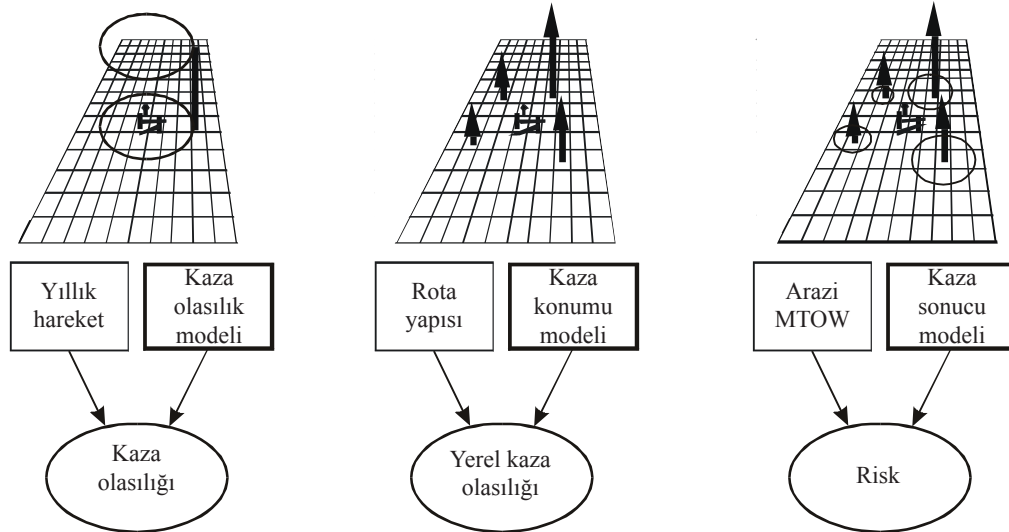 Yıllık
hareket
Kaza
olasılık
modeli
Rota
yapısı
Kaza
konumu
modeli
Arazi
MTOW
Kaza
sonucu
modeli
Kaza
olasılığı
Yerel kaza
olasılığı
Risk